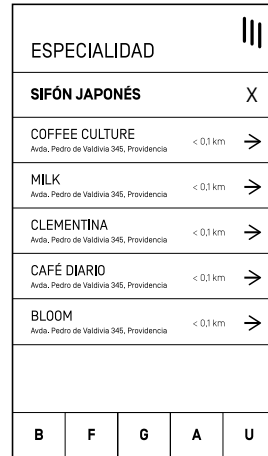 ESPECIALIDAD
SIFÓN JAPONÉS X
COFFEE CULTURE
Avda. Pedro de Valdivia 345, Providencia < 0,1 km →
MILK
Avda. Pedro de Valdivia 345, Providencia < 0,1 km →
CLEMENTINA
Avda. Pedro de Valdivia 345, Providencia < 0,1 km →
CAFÉ DIARIO
Avda. Pedro de Valdivia 345, Providencia < 0,1 km →
BLOOM
Avda. Pedro de Valdivia 345, Providencia < 0,1 km →
B F G A U